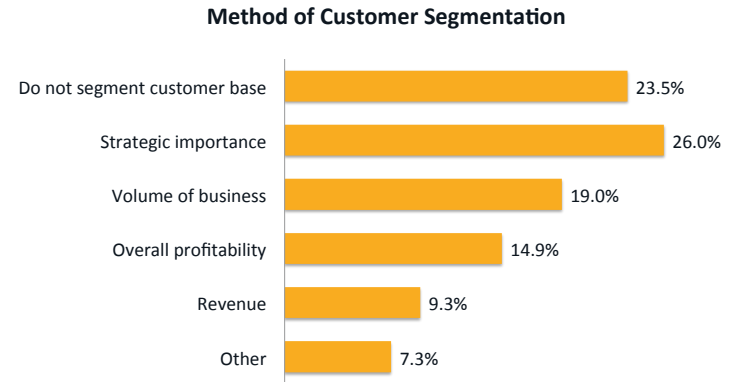 Method of Customer Segmentation
Do not segment customer base 23.5%
Strategic importance 26.0%
Volume of business 19.0%
Overall profitability 14.9%
Revenue 9.3%
Other 7.3%